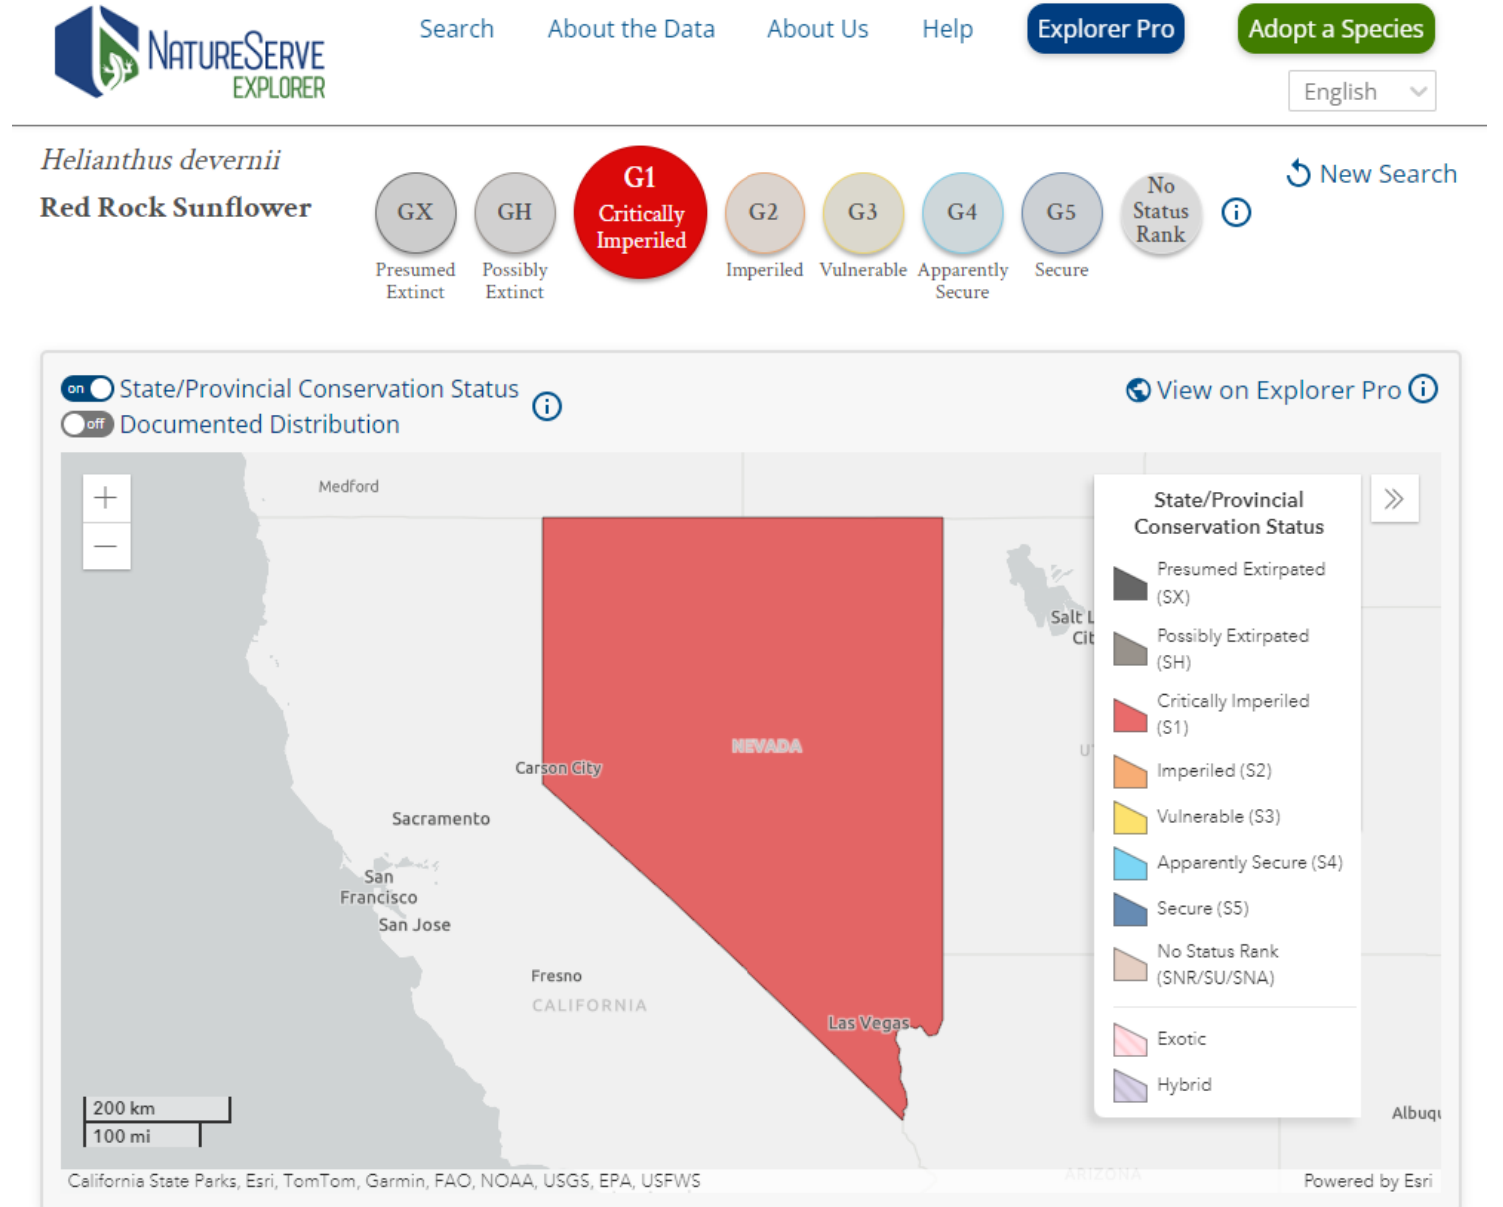 NATURESERVE
EXPLORER
Search
About the Data
About Us
Help
Explorer Pro
Adopt a Species
English
Helianthus devernii
Red Rock Sunflower
GX
Presumed
Extinct
GH
Possibly
Extinct
G1
Critically
Imperiled
G2
Imperiled
G3
Vulnerable
G4
Apparently
Secure
G5
Secure
No
Status
Rank
New Search
on
State/Provincial Conservation Status
off
Documented Distribution
View on Explorer Pro
Medford
Salt L
Cit
NEVADA
U
Carson City
Sacramento
San
Francisco
San Jose
Fresno
CALIFORNIA
Las Vegas
Albuqu
ARIZONA
State/Provincial
Conservation Status
Presumed Extirpated
(SX)
Possibly Extirpated
(SH)
Critically Imperiled
(S1)
Imperiled (S2)
Vulnerable (S3)
Apparently Secure (S4)
Secure (S5)
No Status Rank
(SNR/SU/SNA)
Exotic
Hybrid
200 km
100 mi
California State Parks, Esri, TomTom, Garmin, FAO, NOAA, USGS, EPA, USFWS
Powered by Esri